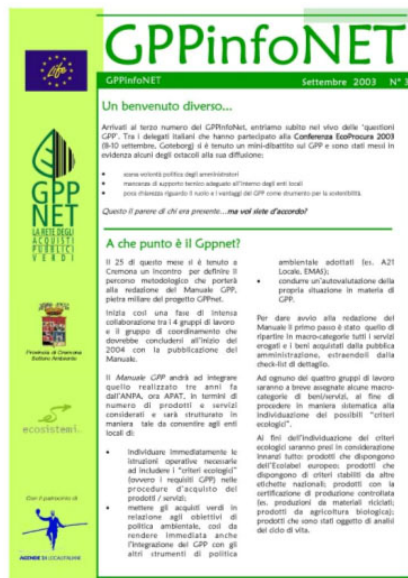 GPPinfoNET
GPPInfoNET Settembre 2003 N° 3
Life
GPP
NET
LA RETE DEGLI
ACQUISTI
PUBBLICI
VERDI
Provincia di Cremona
Settore Ambiente
ecosistemi
Con il patrocinio di
AGENDE 21 LOCALI ITALIANE
Un benvenuto diverso...
Arrivati al terzo numero del GPPInfoNet, entriamo subito nel vivo delle 'questioni
GPP'. Tra i delegati italiani che hanno partecipato alla Conferenza EcoProcura 2003
(8-10 settembre, Goteborg) si è tenuto un mini-dibattito sul GPP e sono stati messi in
evidenza alcuni degli ostacoli alla sua diffusione:
• scarsa volontà politica degli amministratori
• mancanza di supporto tecnico adeguato all'interno degli enti locali
• poca chiarezza riguardo il ruolo e i vantaggi del GPP come strumento per la sostenibilità.
Questo il parere di chi era presente...ma voi siete d'accordo?
A che punto è il Gppnet?
Il 25 di questo mese si è tenuto a
Cremona un incontro per definire il
percorso metodologico che porterà
alla redazione del Manuale GPP,
pietra miliare del progetto GPPnet.
Inizia così una fase di intensa
collaborazione tra i 4 gruppi di lavoro
e il gruppo di coordinamento che
dovrebbe concludersi all'inizio del
2004 con la pubblicazione del
Manuale.
Il Manuale GPP andrà ad integrare
quello realizzato tre anni fa
dall'ANPA, ora APAT, in termini di
numero di prodotti e servizi
considerati e sarà strutturato in
maniera tale da consentire agli enti
locali di:
• individuare immediatamente le
istruzioni operative necessarie
ad includere i "criteri ecologici"
(ovvero i requisiti GPP) nelle
procedure d'acquisto dei
prodotti / servizi;
• mettere gli acquisti verdi in
relazione agli obiettivi di
politica ambientale, così da
rendere immediata anche
l'integrazione del GPP con gli
altri strumenti di politica
ambientale adottati (es. A21
Locale, EMAS);
• condurre un'autovalutazione della
propria situazione in materia di
GPP.
Per dare avvio alla redazione del
Manuale il primo passo è stato quello di
ripartire in macro-categorie tutti i servizi
erogati e i beni acquistati dalla pubblica
amministrazione, estraendoli dalla
check-list di dettaglio.
Ad ognuno dei quattro gruppi di lavoro
saranno a breve assegnate alcune macro-
categorie di beni/servizi, al fine di
procedere in maniera sistematica alla
individuazione dei possibili "criteri
ecologici".
Ai fini dell'individuazione dei criteri
ecologici saranno presi in considerazione
innanzi tutto: prodotti che dispongono
dell'Ecolabel europeo; prodotti che
dispongono di criteri stabiliti da altre
etichette nazionali; prodotti con la
certificazione di produzione controllata
(es. produzioni da materiali riciclati;
prodotti da agricoltura biologica);
prodotti che sono stati oggetto di analisi
del ciclo di vita.